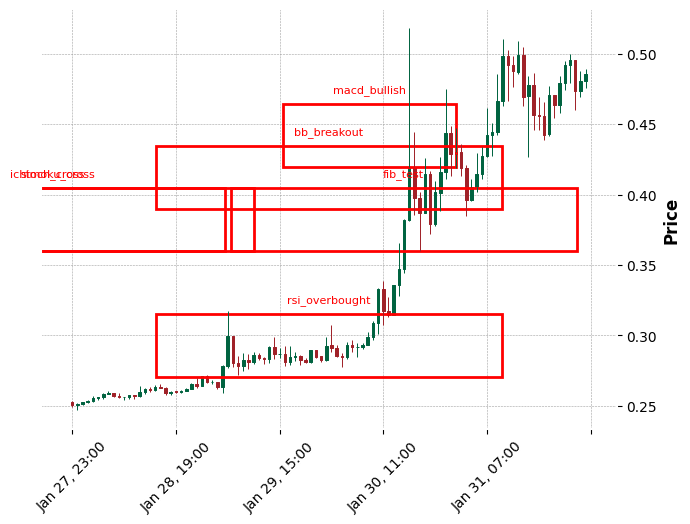 macd_bullish
bb_breakout
fib_test
rsi_overbought
0.50
0.45
0.40
0.35
0.30
0.25
Price
Jan 27, 23:00
Jan 28, 19:00
Jan 29, 15:00
Jan 30, 11:00
Jan 31, 07:00